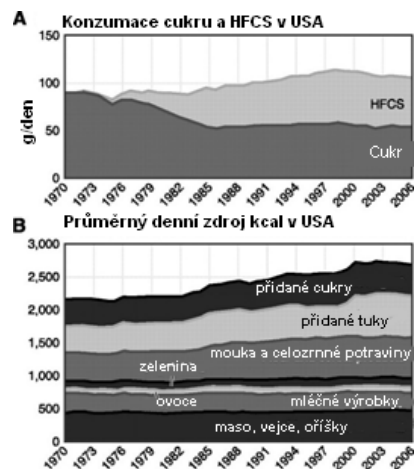 A Konzumace cukru a HFCS v USA
150
100
50
0
g/den
HFCS
Cukr
1970 1973 1976 1979 1982 1985 1988 1991 1994 1997 2000 2003 2006
B Průměrný denní zdroj kcal v USA
3,000
2,500
2,000
1,500
1,000
500
0
přidané cukry
přidané tuky
mouka a celozrnné potraviny
zelenina
ovoce
mléčné výrobky
maso, vejce, oříšky
1970 1973 1976 1979 1982 1985 1988 1991 1994 1997 2000 2003 2006